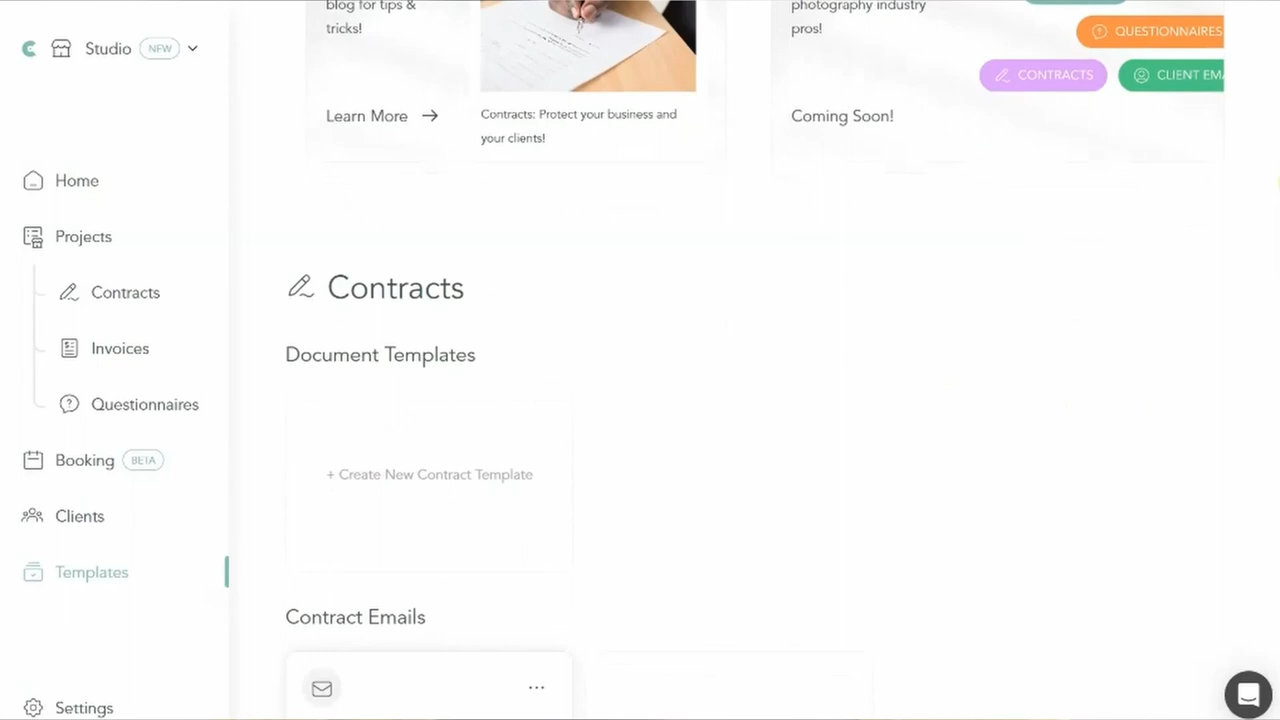 Studio NEW
Home
Projects
Contracts
Invoices
Questionnaires
Booking BETA
Clients
Templates
Settings
blog for tips &
tricks!
Learn More
Contracts: Protect your business and
your clients!
photography industry
pros!
Coming Soon!
QUESTIONNAIRES
CONTRACTS
CLIENT EMA
Contracts
Document Templates
+ Create New Contract Template
Contract Emails